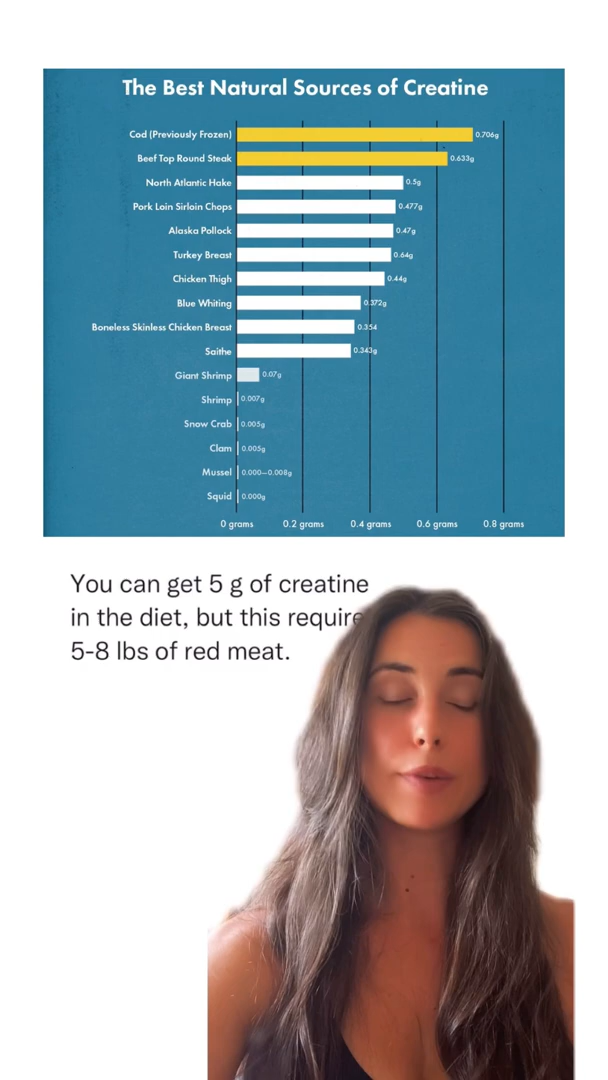 The Best Natural Sources of Creatine
Cod (Previously Frozen) 0.706g
Beef Top Round Steak 0.633g
North Atlantic Hake 0.5g
Pork Loin Sirloin Chops 0.477g
Alaska Pollock 0.47g
Turkey Breast 0.64g
Chicken Thigh 0.44g
Blue Whiting 0.372g
Boneless Skinless Chicken Breast 0.354
Saithe 0.343g
Giant Shrimp 0.07g
Shrimp 0.007g
Snow Crab 0.005g
Clam 0.005g
Mussel 0.000–0.008g
Squid 0.000g
0 grams 0.2 grams 0.4 grams 0.6 grams 0.8 grams
You can get 5 g of creatine
in the diet, but this require
5-8 lbs of red meat.